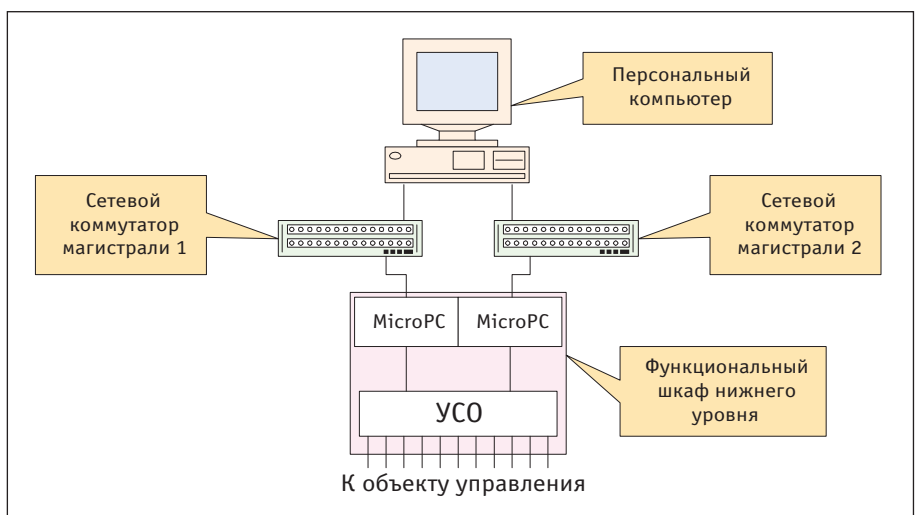 Персональный
компьютер
Сетевой
коммутатор
магистрали 1
Сетевой
коммутатор
магистрали 2
MicroPC
MicroPC
Функциональный
шкаф нижнего
уровня
УСО
К объекту управления